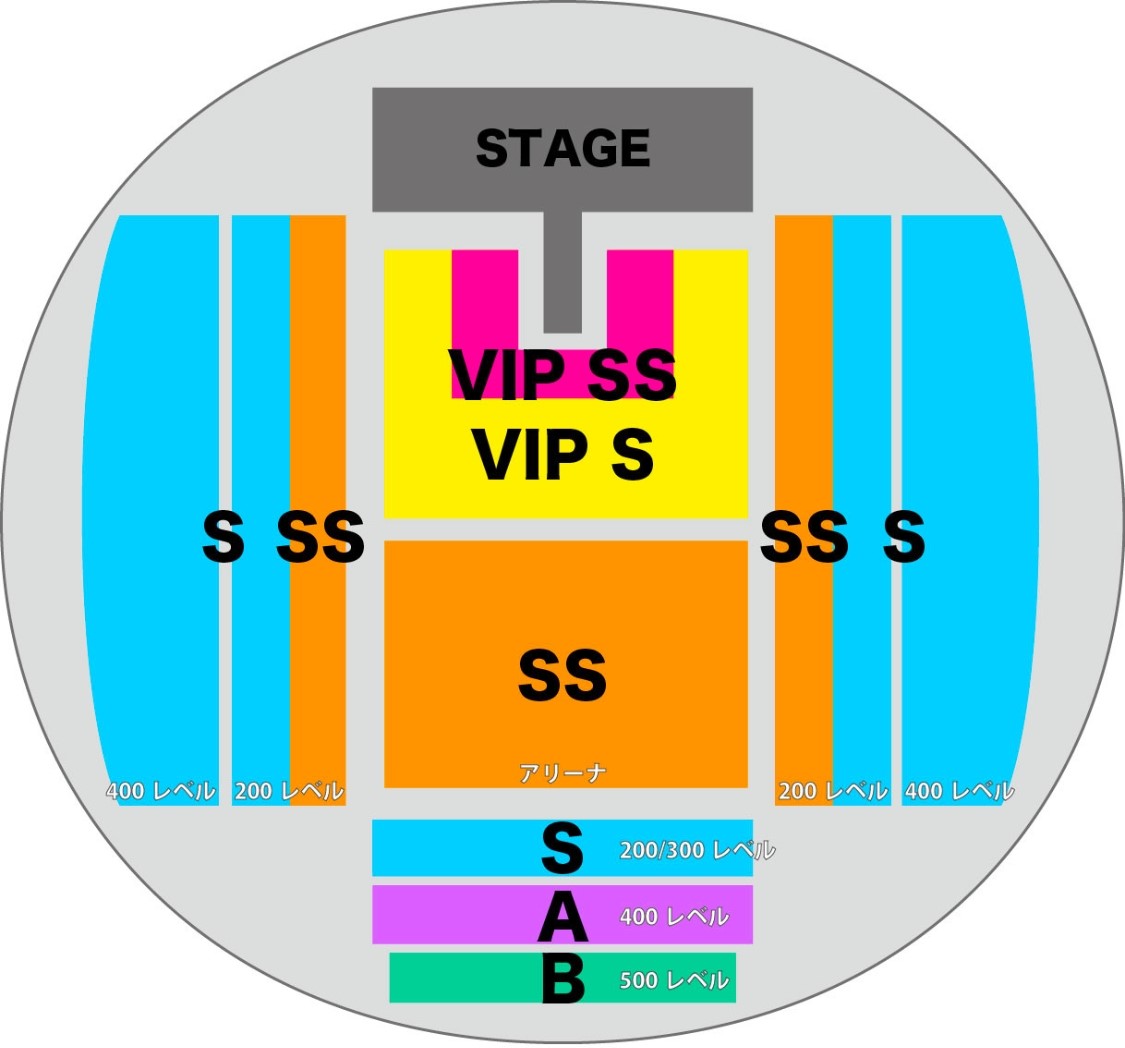 STAGE
VIP SS
VIP S
S SS
SS S
SS
アリーナ
400 レベル
200 レベル
200 レベル
400 レベル
S 200/300 レベル
A 400 レベル
B 500 レベル